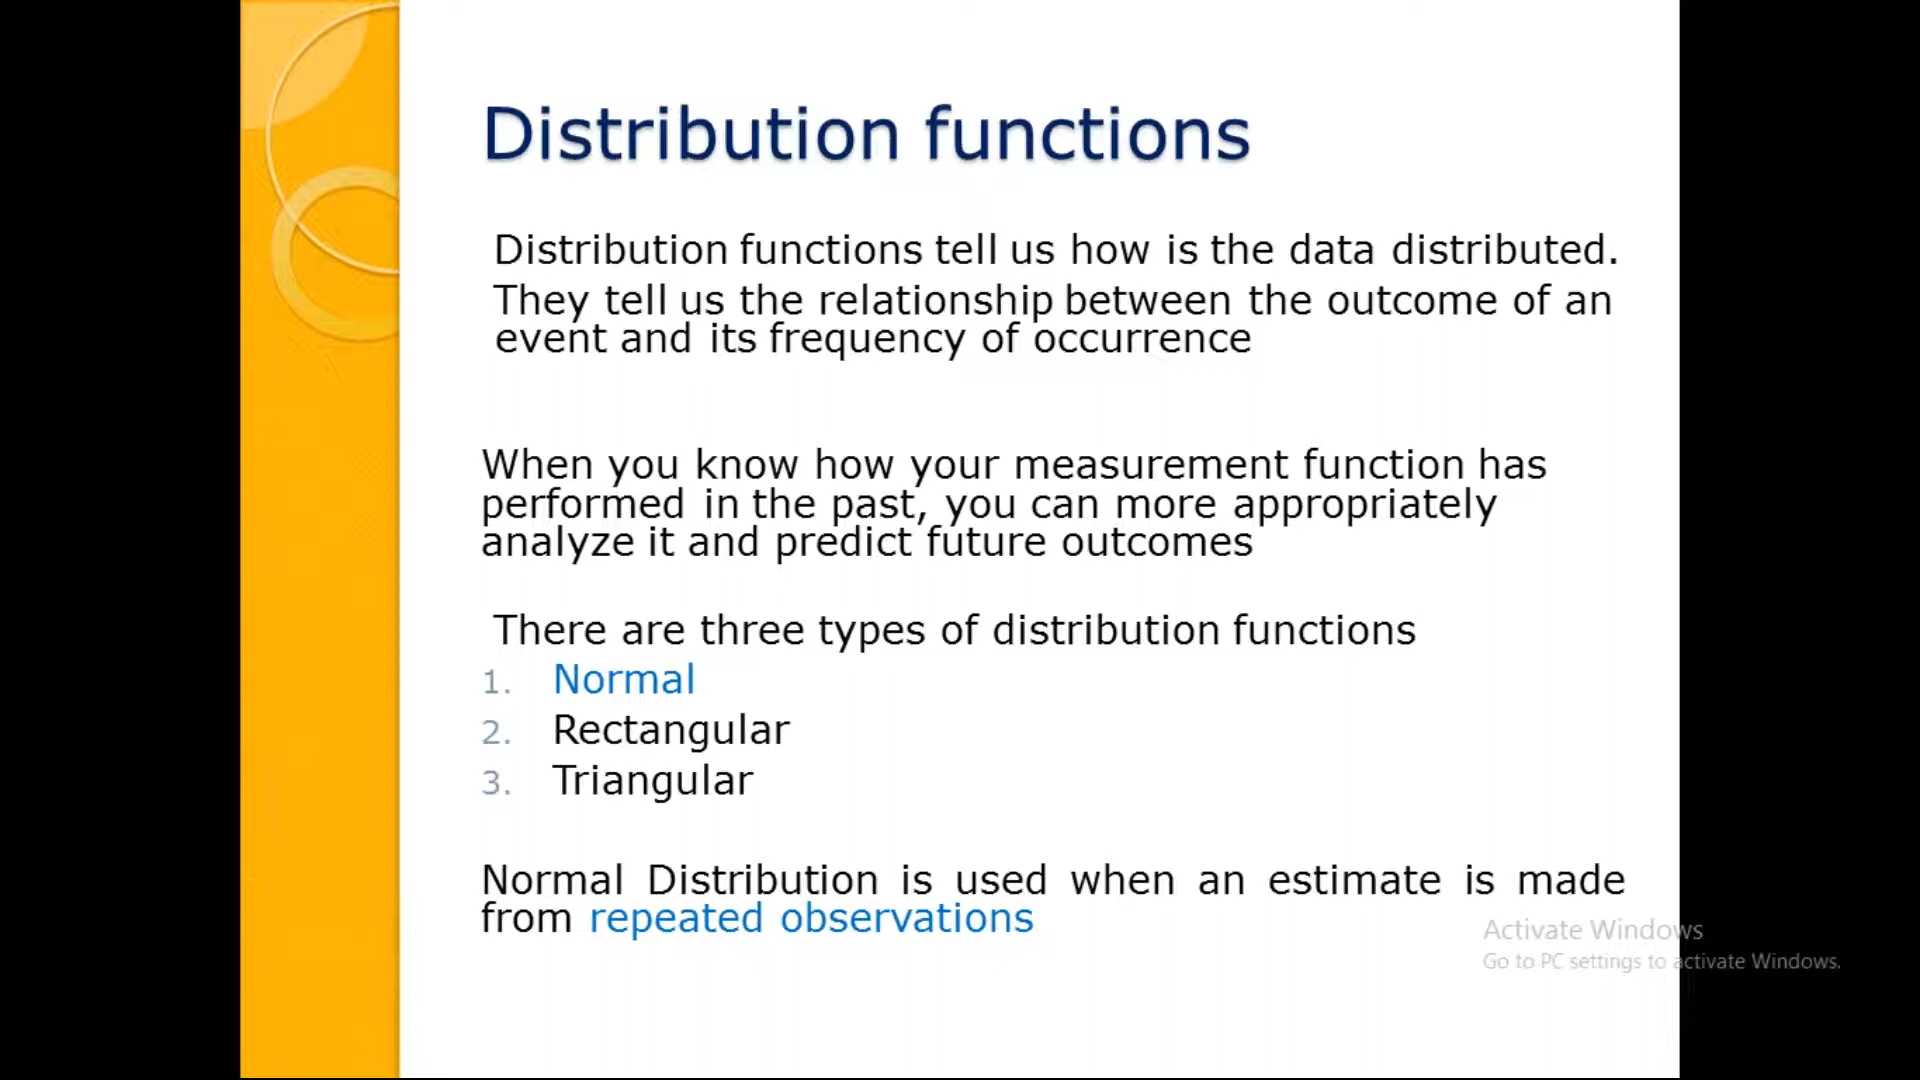 Distribution functions
Distribution functions tell us how is the data distributed.
They tell us the relationship between the outcome of an
event and its frequency of occurrence
When you know how your measurement function has
performed in the past, you can more appropriately
analyze it and predict future outcomes
There are three types of distribution functions
1. Normal
2. Rectangular
3. Triangular
Normal Distribution is used when an estimate is made
from repeated observations
Activate Windows
Go to PC settings to activate Windows.